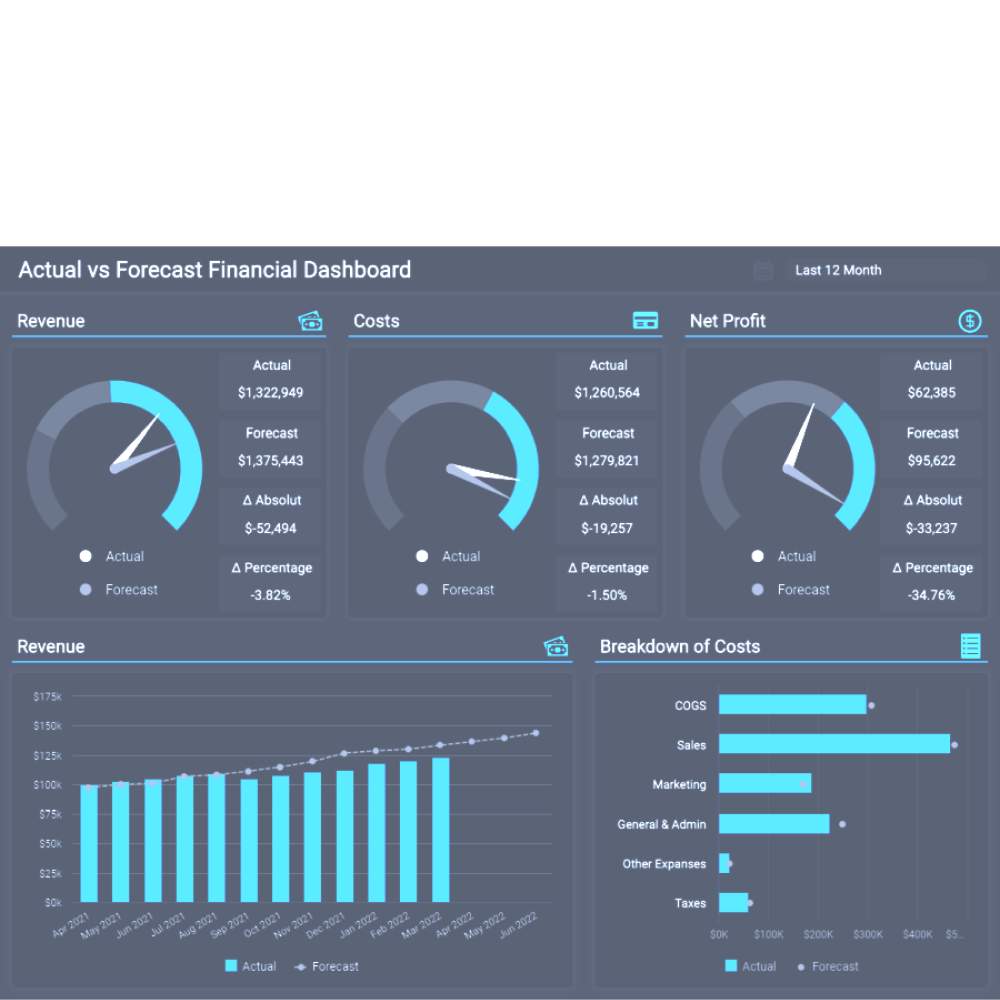 Actual vs Forecast Financial Dashboard
Last 12 Month
Revenue
Actual
$1,322,949
Forecast
$1,375,443
Δ Absolut
$-52,494
Δ Percentage
-3.82%
Actual
Forecast
Costs
Actual
$1,260,564
Forecast
$1,279,821
Δ Absolut
$-19,257
Δ Percentage
-1.50%
Actual
Forecast
Net Profit
Actual
$62,385
Forecast
$95,622
Δ Absolut
$-33,237
Δ Percentage
-34.76%
Actual
Forecast
Revenue
$175k
$150k
$125k
$100k
$75k
$50k
$25k
$0k
Apr 2021 May 2021 Jun 2021 Jul 2021 Aug 2021 Sep 2021 Oct 2021 Nov 2021 Dec 2021 Jan 2022 Feb 2022 Mar 2022 Apr 2022 May 2022 Jun 2022
Actual Forecast
Breakdown of Costs
COGS
Sales
Marketing
General & Admin
Other Expanses
Taxes
$0K $100K $200K $300K $400K $5...
Actual Forecast